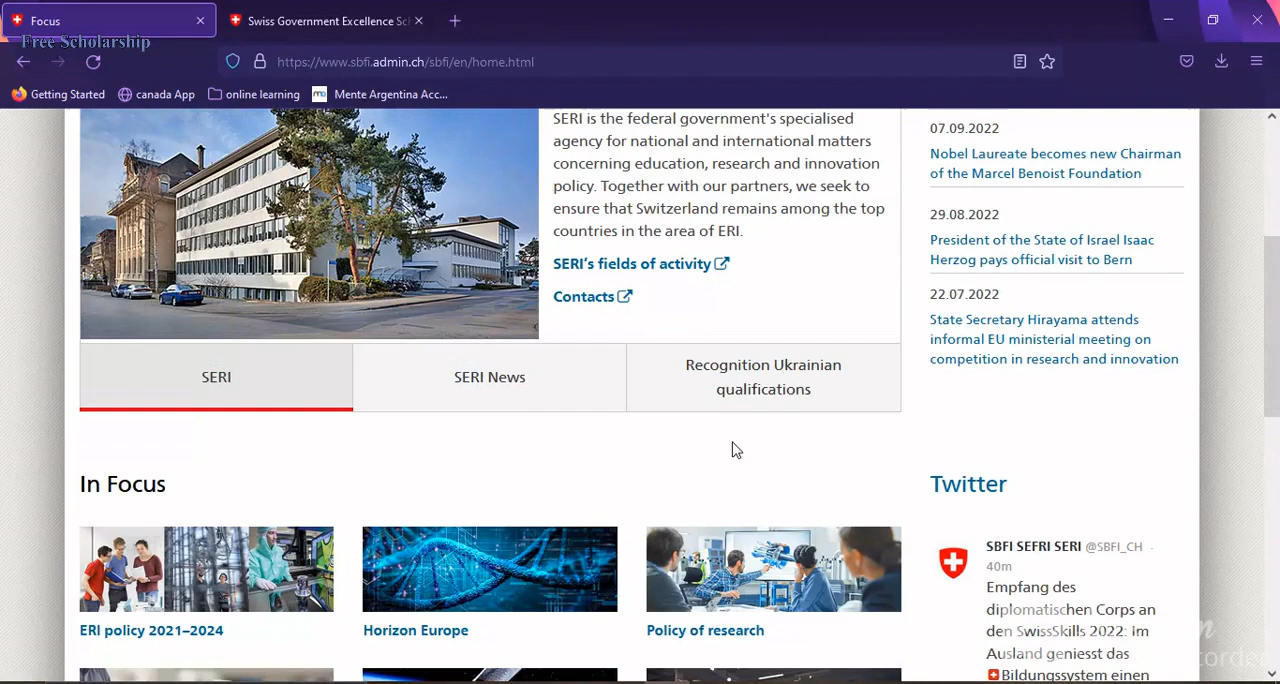 Focus
Swiss Government Excellence Sc
Free Scholarship
https://www.sbfi.admin.ch/sbfi/en/home.html
Getting Started
canada App
online learning
Mente Argentina Acc...
SERI is the federal government's specialised
agency for national and international matters
concerning education, research and innovation
policy. Together with our partners, we seek to
ensure that Switzerland remains among the top
countries in the area of ERI.
SERI's fields of activity
Contacts
07.09.2022
Nobel Laureate becomes new Chairman
of the Marcel Benoist Foundation
29.08.2022
President of the State of Israel Isaac
Herzog pays official visit to Bern
22.07.2022
State Secretary Hirayama attends
informal EU ministerial meeting on
competition in research and innovation
SERI
SERI News
Recognition Ukrainian
qualifications
In Focus
ERI policy 2021–2024
Horizon Europe
Policy of research
Twitter
SBFI SEFRI SERI @SBFI_CH ·
40m
Empfang des
diplomatischen Corps an
den SwissSkills 2022: Im
Ausland geniesst das
Bildungssystem einen